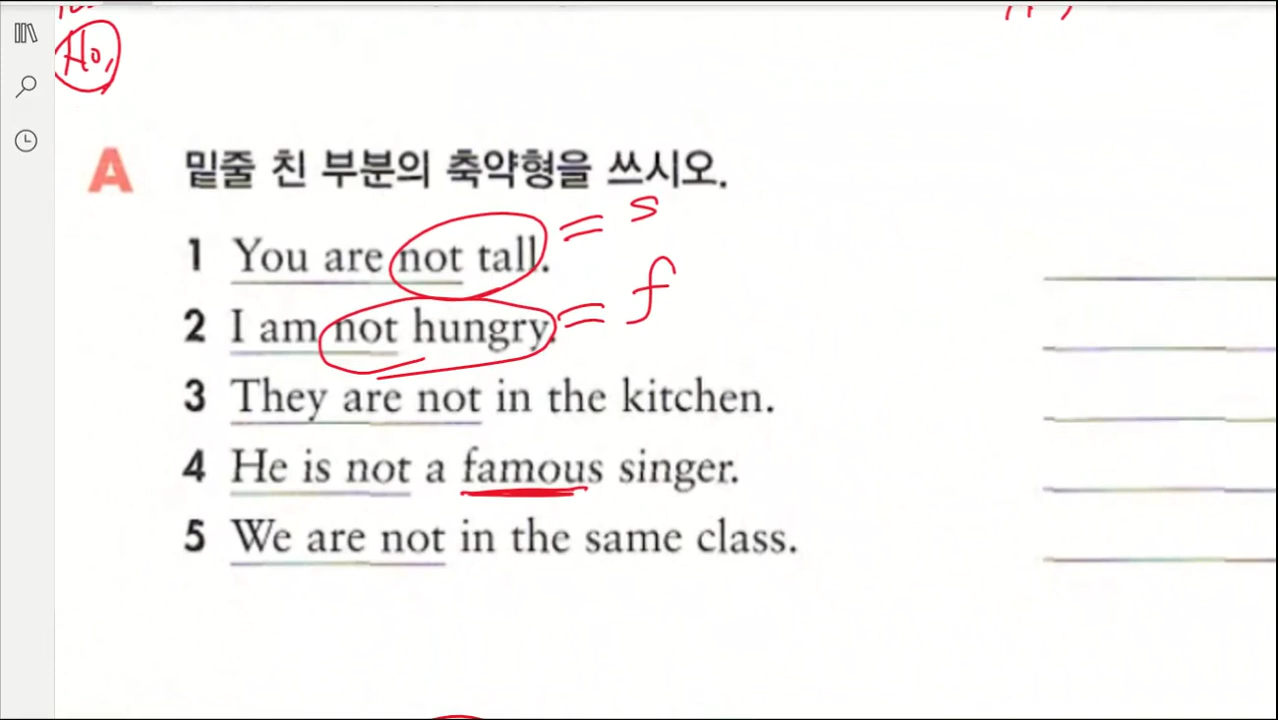 Ho,
A 밑줄 친 부분의 축약형을 쓰시오.
1 You are not tall. = s
2 I am not hungry. = f
3 They are not in the kitchen.
4 He is not a famous singer.
5 We are not in the same class.